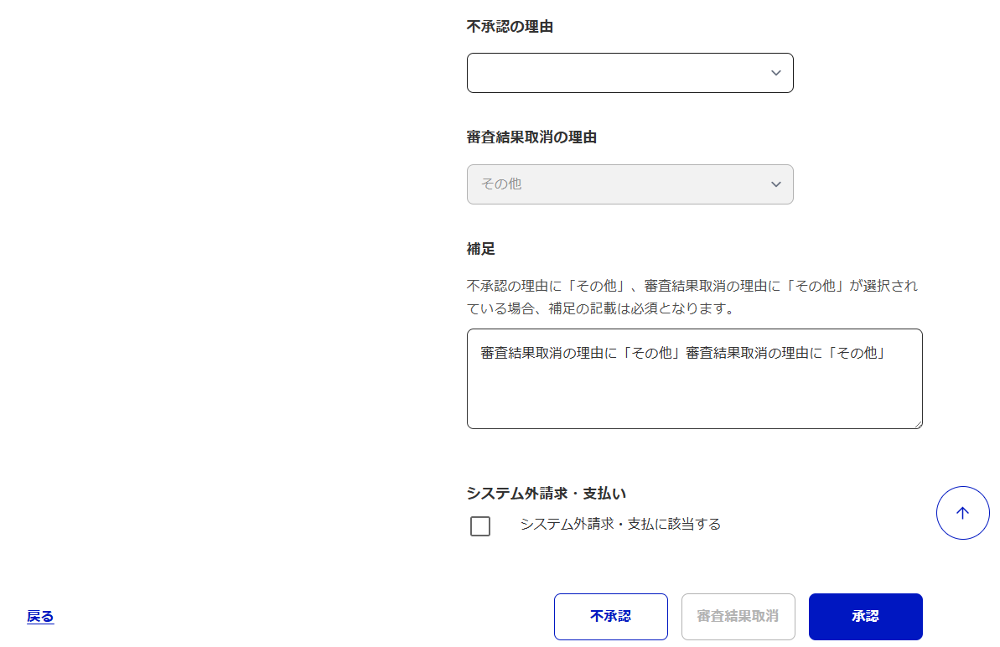 不承認の理由
審査結果取消の理由
その他
補足
不承認の理由に「その他」、審査結果取消の理由に「その他」が選択され
ている場合、補足の記載は必須となります。
審査結果取消の理由に「その他」審査結果取消の理由に「その他」
システム外請求・支払い
システム外請求・支払に該当する
戻る
不承認
審査結果取消
承認